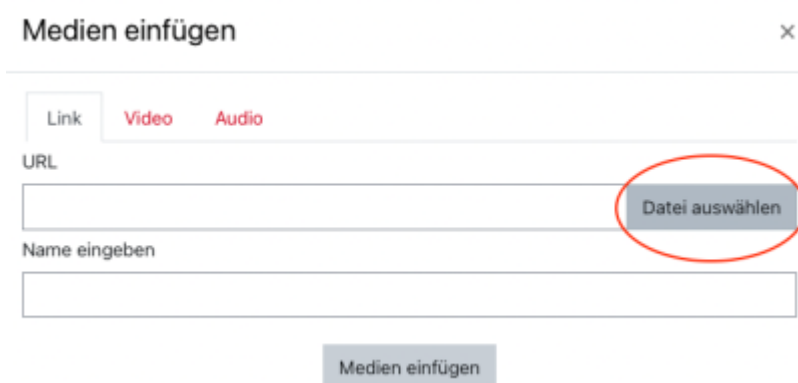 Medien einfügen ×
Link Video Audio
URL
Datei auswählen
Name eingeben
Medien einfügen